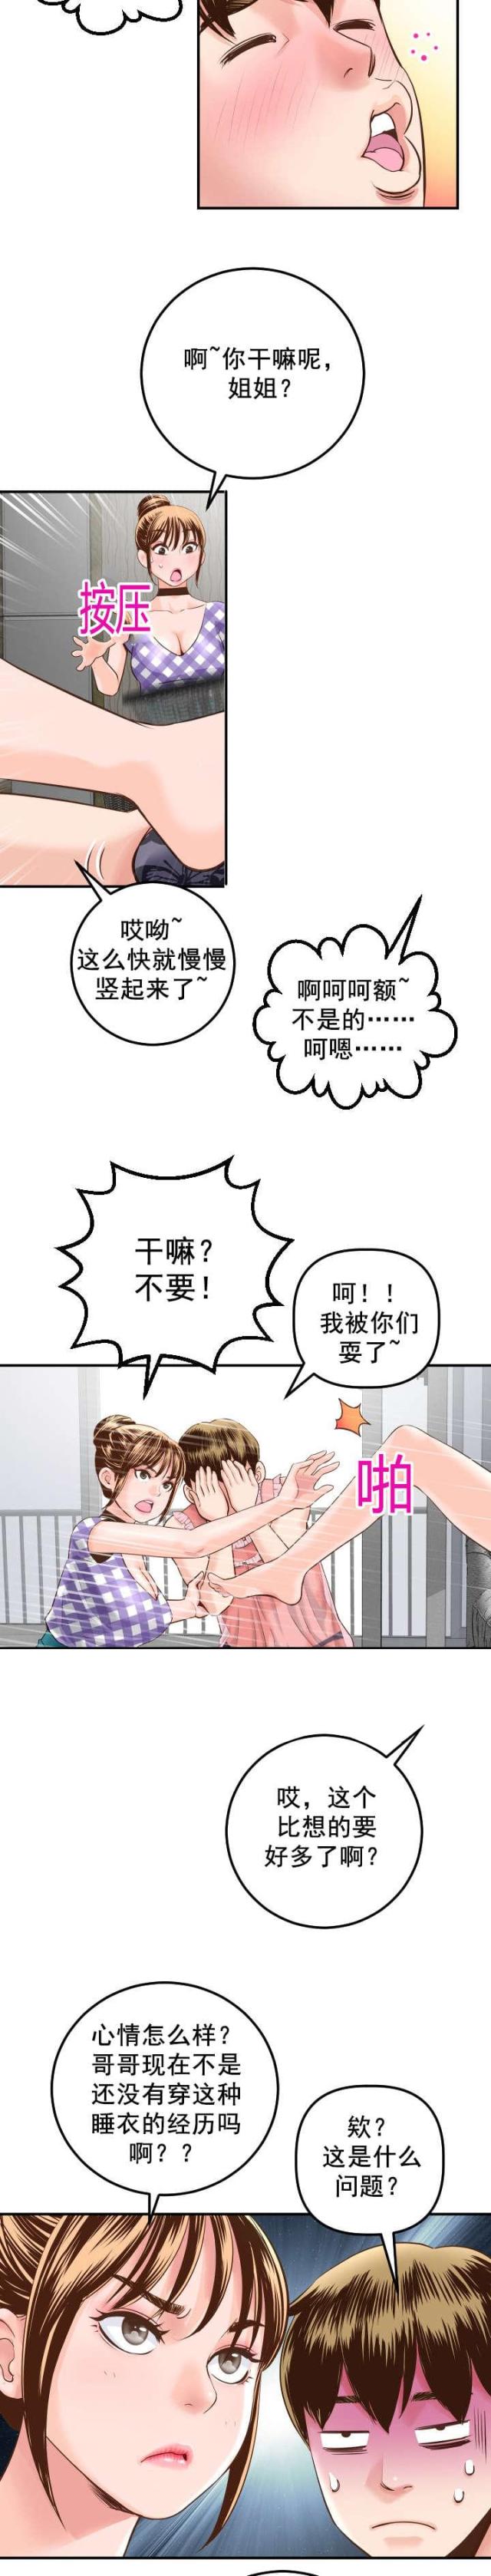 啊~你干嘛呢，
姐姐？
按压
哎呦~
这么快就慢慢
竖起来了~
啊呵呵额~
不是的……
呵嗯……
干嘛？
不要！
呵！！
我被你们
耍了~
啪
哎，这个
比想的要
好多了啊？
心情怎么样？
哥哥现在不是
还没有穿这种
睡衣的经历吗
啊？？
欸？
这是什么
问题？